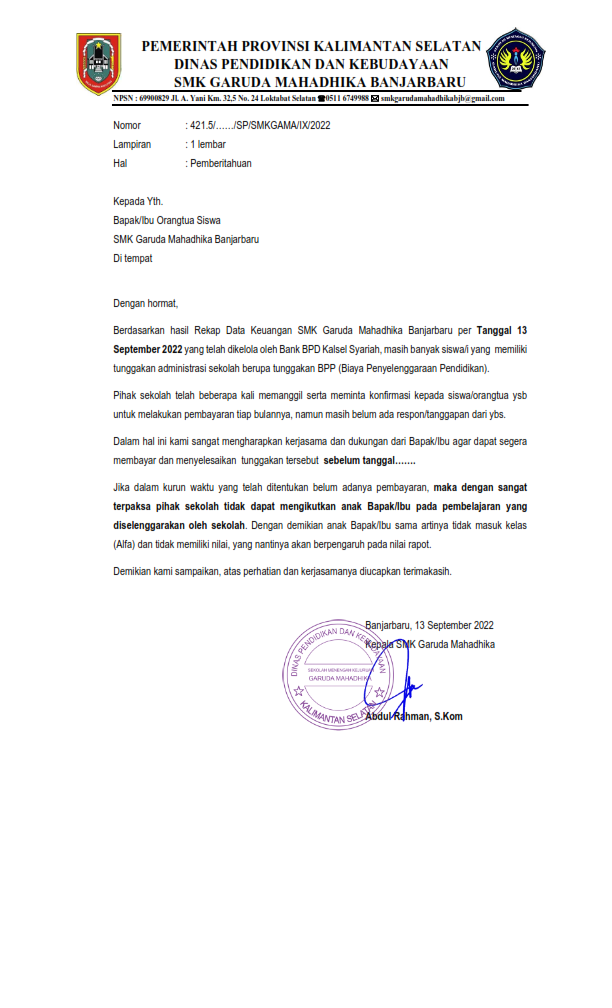 PEMERINTAH PROVINSI KALIMANTAN SELATAN
DINAS PENDIDIKAN DAN KEBUDAYAAN
SMK GARUDA MAHADHIKA BANJARBARU
NPSN : 69900829 Jl. A. Yani Km. 32,5 No. 24 Loktabat Selatan ☎0511 6749988 ✉ smkgarudamahadhikabjb@gmail.com
Nomor : 421.5/……/SP/SMKGAMA/IX/2022
Lampiran : 1 lembar
Hal : Pemberitahuan
Kepada Yth.
Bapak/Ibu Orangtua Siswa
SMK Garuda Mahadhika Banjarbaru
Di tempat
Dengan hormat,
Berdasarkan hasil Rekap Data Keuangan SMK Garuda Mahadhika Banjarbaru per Tanggal 13
September 2022 yang telah dikelola oleh Bank BPD Kalsel Syariah, masih banyak siswa/i yang memiliki
tunggakan administrasi sekolah berupa tunggakan BPP (Biaya Penyelenggaraan Pendidikan).
Pihak sekolah telah beberapa kali memanggil serta meminta konfirmasi kepada siswa/orangtua ysb
untuk melakukan pembayaran tiap bulannya, namun masih belum ada respon/tanggapan dari ybs.
Dalam hal ini kami sangat mengharapkan kerjasama dan dukungan dari Bapak/Ibu agar dapat segera
membayar dan menyelesaikan tunggakan tersebut sebelum tanggal…….
Jika dalam kurun waktu yang telah ditentukan belum adanya pembayaran, maka dengan sangat
terpaksa pihak sekolah tidak dapat mengikutkan anak Bapak/Ibu pada pembelajaran yang
diselenggarakan oleh sekolah. Dengan demikian anak Bapak/Ibu sama artinya tidak masuk kelas
(Alfa) dan tidak memiliki nilai, yang nantinya akan berpengaruh pada nilai rapot.
Demikian kami sampaikan, atas perhatian dan kerjasamanya diucapkan terimakasih.
Banjarbaru, 13 September 2022
Kepala SMK Garuda Mahadhika
DINAS PENDIDIKAN DAN KEBUDAYAAN
SEKOLAH MENENGAH KEJURUAN
GARUDA MAHADHIKA
KALIMANTAN SELATAN
Abdul Rahman, S.Kom